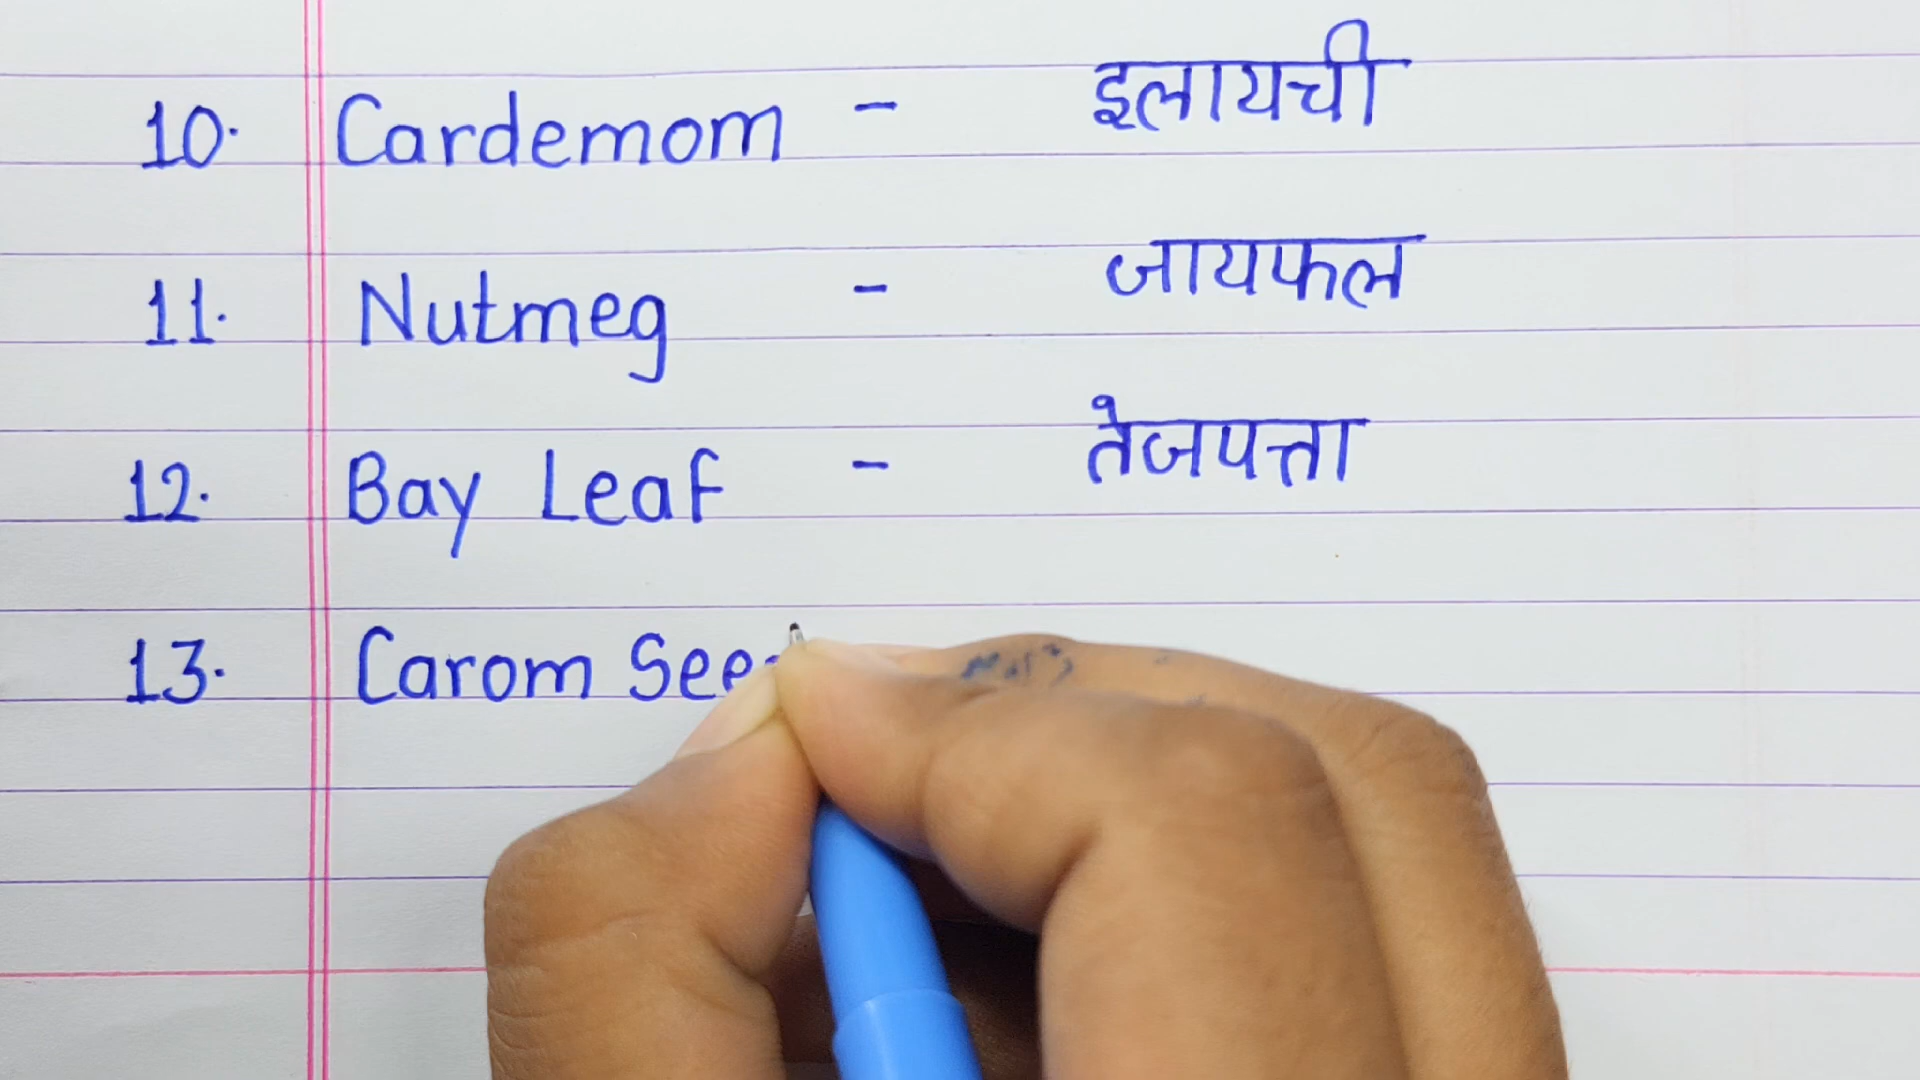 10. Cardemom - इलायची
11. Nutmeg - जायफल
12. Bay Leaf - तेजपत्ता
13. Carom See